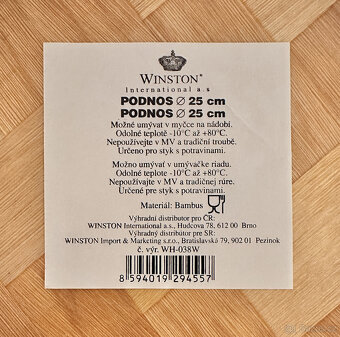 WINSTON®
International a.s
PODNOS Ø 25 cm
PODNOS Ø 25 cm
Možné umývat v myčce na nádobí.
Odolné teplotě -10°C až +80°C.
Nepoužívejte v MV a tradiční troubě.
Určeno pro styk s potravinami.
Možno umývať v umývačke riadu.
Odolné teplote -10°C až +80°C.
Nepoužívajte v MV a tradičnej rúre.
Určené pre styk s potravinami.
Materiál: Bambus
Výhradní distributor pro ČR:
WINSTON International a.s., Hudcova 78, 612 00 Brno
Výhradný distributor pre SR:
WINSTON Import & Marketing s.r.o., Bratislavská 79, 902 01 Pezinok
č. výr. WH-038W
8 594019 294557